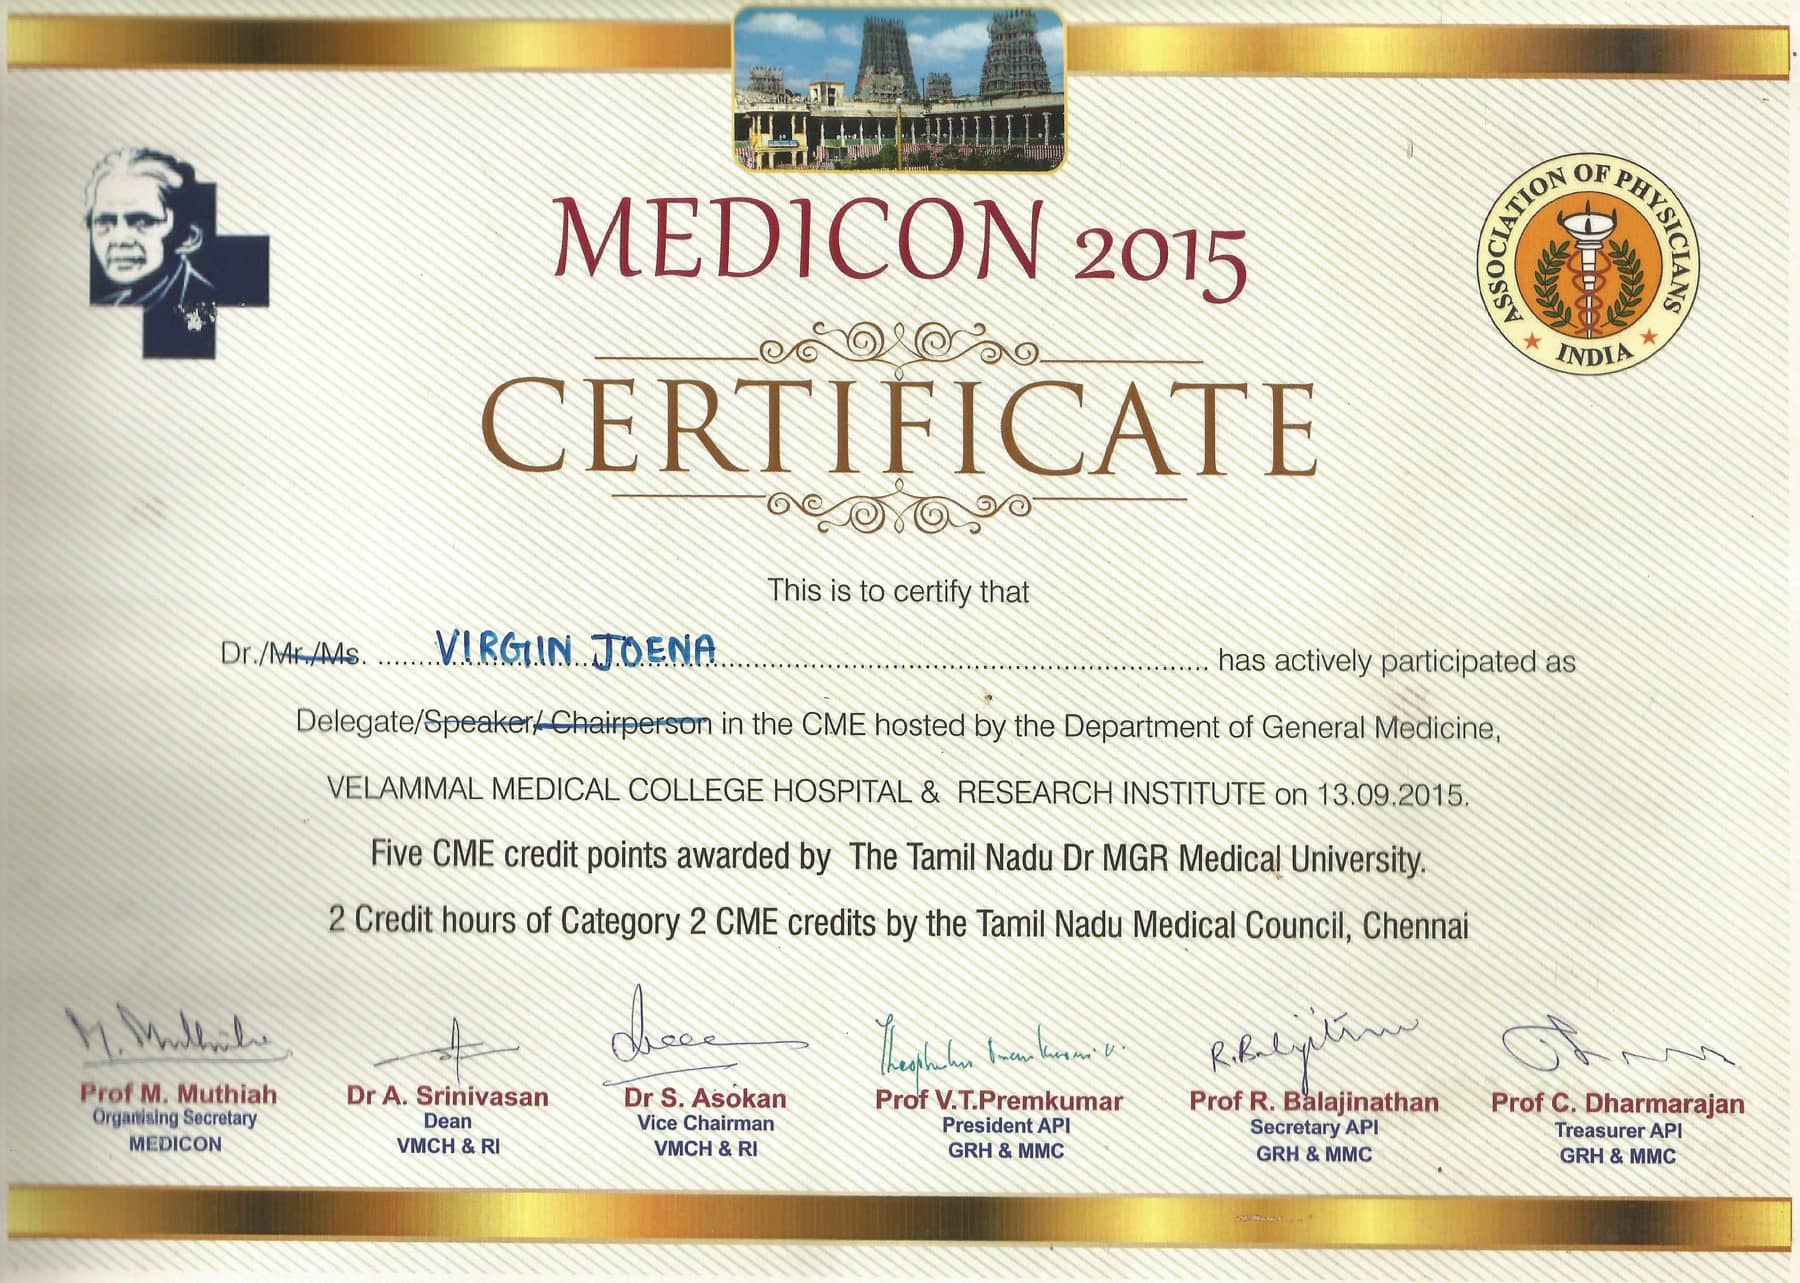 MEDICON 2015
ASSOCIATION OF PHYSICIANS
INDIA
CERTIFICATE
This is to certify that
Dr./Mr./Ms. ......VIRGIIN JOENA...................................................... has actively participated as
Delegate/Speaker/ Chairperson in the CME hosted by the Department of General Medicine,
VELAMMAL MEDICAL COLLEGE HOSPITAL & RESEARCH INSTITUTE on 13.09.2015.
Five CME credit points awarded by The Tamil Nadu Dr MGR Medical University.
2 Credit hours of Category 2 CME credits by the Tamil Nadu Medical Council, Chennai
M. Muthiah
R. Balajinathan
Prof M. Muthiah
Organising Secretary
MEDICON
Dr A. Srinivasan
Dean
VMCH & RI
Dr S. Asokan
Vice Chairman
VMCH & RI
Prof V.T.Premkumar
President API
GRH & MMC
Prof R. Balajinathan
Secretary API
GRH & MMC
Prof C. Dharmarajan
Treasurer API
GRH & MMC